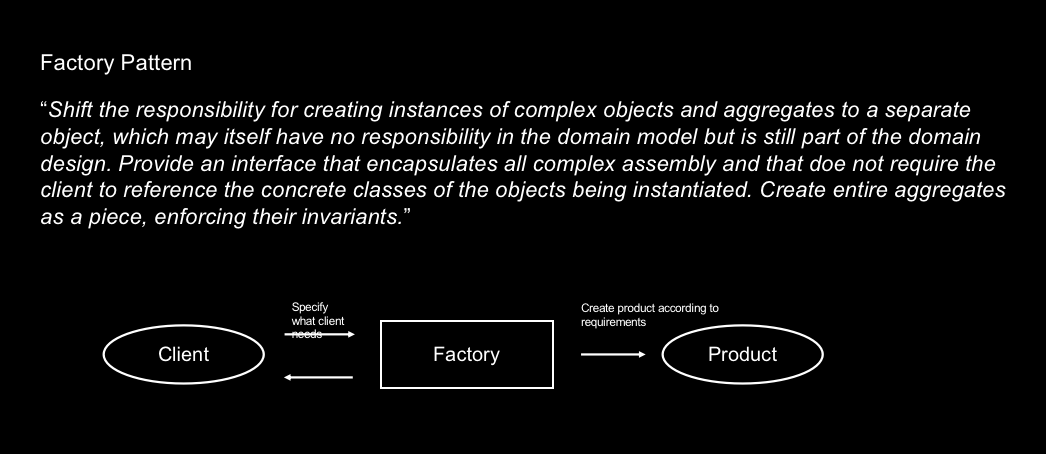 Factory Pattern
“Shift the responsibility for creating instances of complex objects and aggregates to a separate
object, which may itself have no responsibility in the domain model but is still part of the domain
design. Provide an interface that encapsulates all complex assembly and that doe not require the
client to reference the concrete classes of the objects being instantiated. Create entire aggregates
as a piece, enforcing their invariants.”
Specify
what client
needs
Create product according to
requirements
Client
Factory
Product